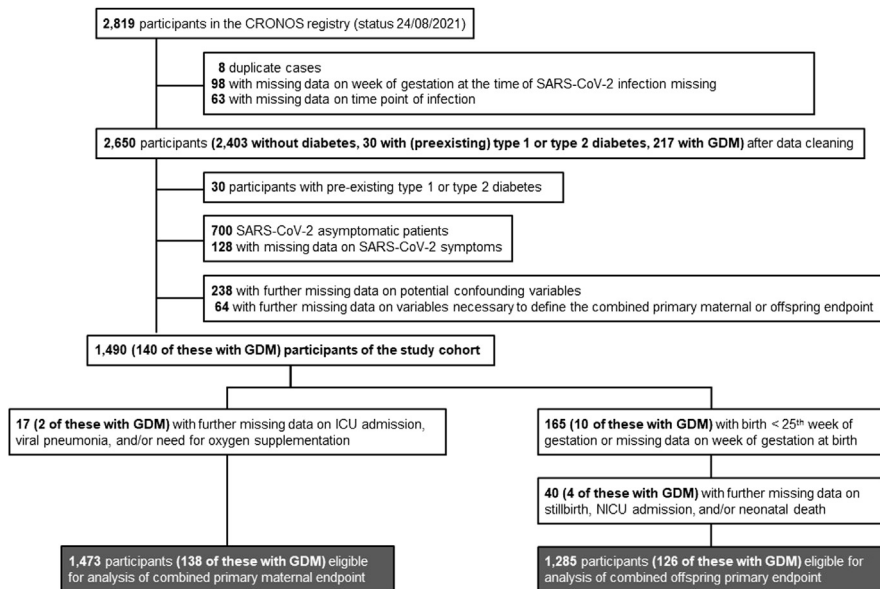 2,819 participants in the CRONOS registry (status 24/08/2021)
8 duplicate cases
98 with missing data on week of gestation at the time of SARS-CoV-2 infection missing
63 with missing data on time point of infection
2,650 participants (2,403 without diabetes, 30 with (preexisting) type 1 or type 2 diabetes, 217 with GDM) after data cleaning
30 participants with pre-existing type 1 or type 2 diabetes
700 SARS-CoV-2 asymptomatic patients
128 with missing data on SARS-CoV-2 symptoms
238 with further missing data on potential confounding variables
64 with further missing data on variables necessary to define the combined primary maternal or offspring endpoint
1,490 (140 of these with GDM) participants of the study cohort
17 (2 of these with GDM) with further missing data on ICU admission,
viral pneumonia, and/or need for oxygen supplementation
165 (10 of these with GDM) with birth < 25th week of
gestation or missing data on week of gestation at birth
40 (4 of these with GDM) with further missing data on
stillbirth, NICU admission, and/or neonatal death
1,473 participants (138 of these with GDM) eligible
for analysis of combined primary maternal endpoint
1,285 participants (126 of these with GDM) eligible for
analysis of combined offspring primary endpoint